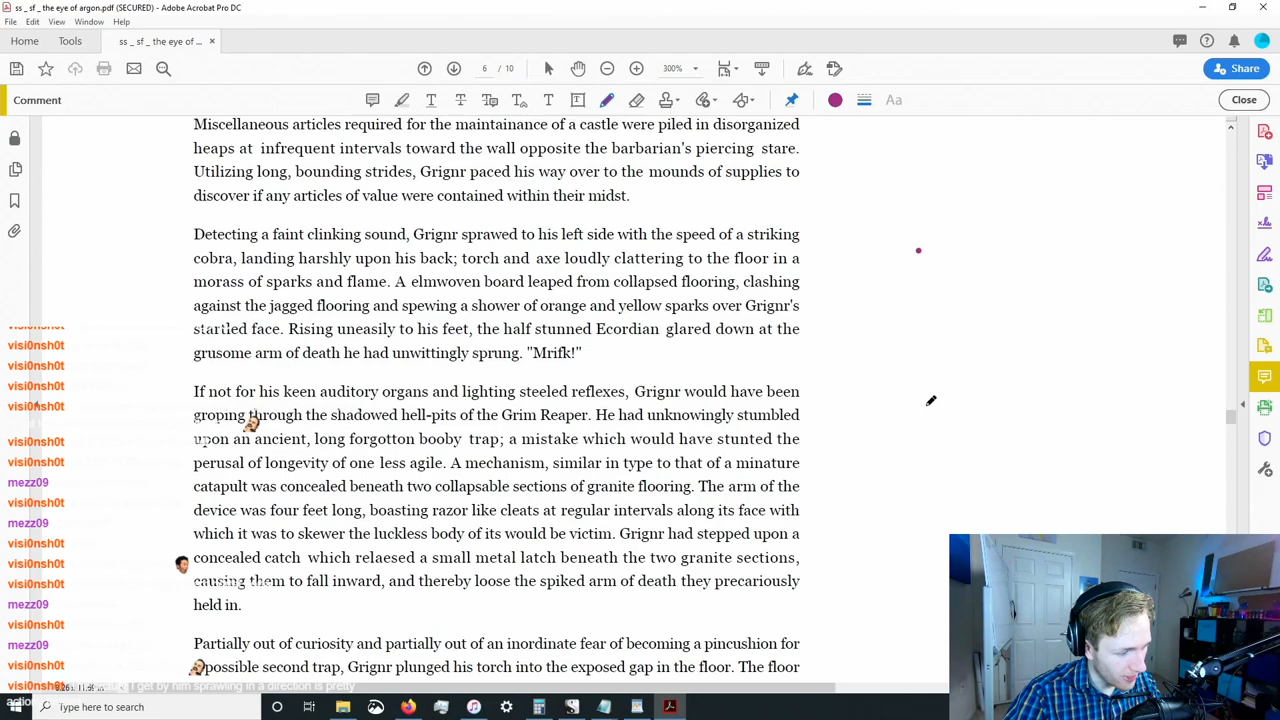 ss _ sf _ the eye of argon.pdf (SECURED) - Adobe Acrobat Pro DC
File Edit View Window Help
Home Tools ss _ sf _ the eye of ... ×
6 / 10 300% Share
Comment Aa Close
Miscellaneous articles required for the maintainance of a castle were piled in disorganized
heaps at infrequent intervals toward the wall opposite the barbarian's piercing stare.
Utilizing long, bounding strides, Grignr paced his way over to the mounds of supplies to
discover if any articles of value were contained within their midst.
Detecting a faint clinking sound, Grignr sprawed to his left side with the speed of a striking
cobra, landing harshly upon his back; torch and axe loudly clattering to the floor in a
morass of sparks and flame. A elmwoven board leaped from collapsed flooring, clashing
against the jagged flooring and spewing a shower of orange and yellow sparks over Grignr's
startled face. Rising uneasily to his feet, the half stunned Ecordian glared down at the
grusome arm of death he had unwittingly sprung. "Mrifk!"
If not for his keen auditory organs and lighting steeled reflexes, Grignr would have been
groping through the shadowed hell-pits of the Grim Reaper. He had unknowingly stumbled
upon an ancient, long forgotten booby trap; a mistake which would have stunted the
perusal of longevity of one less agile. A mechanism, similar in type to that of a minature
catapult was concealed beneath two collapsable sections of granite flooring. The arm of the
device was four feet long, boasting razor like cleats at regular intervals along its face with
which it was to skewer the luckless body of its would be victim. Grignr had stepped upon a
concealed catch which relaesed a small metal latch beneath the two granite sections,
causing them to fall inward, and thereby loose the spiked arm of death they precariously
held in.
Partially out of curiosity and partially out of an inordinate fear of becoming a pincushion for
possible second trap, Grignr plunged his torch into the exposed gap in the floor. The floor
visi0nsh0t
visi0nsh0t
visi0nsh0t
visi0nsh0t
visi0nsh0t
visi0nsh0t
visi0nsh0t
mezz09
visi0nsh0t
mezz09
visi0nsh0t
visi0nsh0t
visi0nsh0t
mezz09
visi0nsh0t
mezz09
visi0nsh0t
visi0nsh0t I get by him sprawling in a direction is pretty
Type here to search